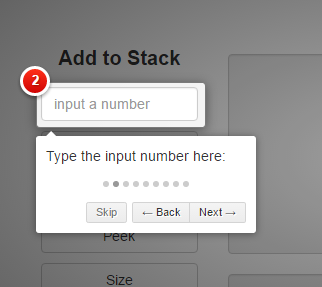 Add to Stack
2
input a number
Type the input number here:
Skip
← Back
Next →
Peek
Size